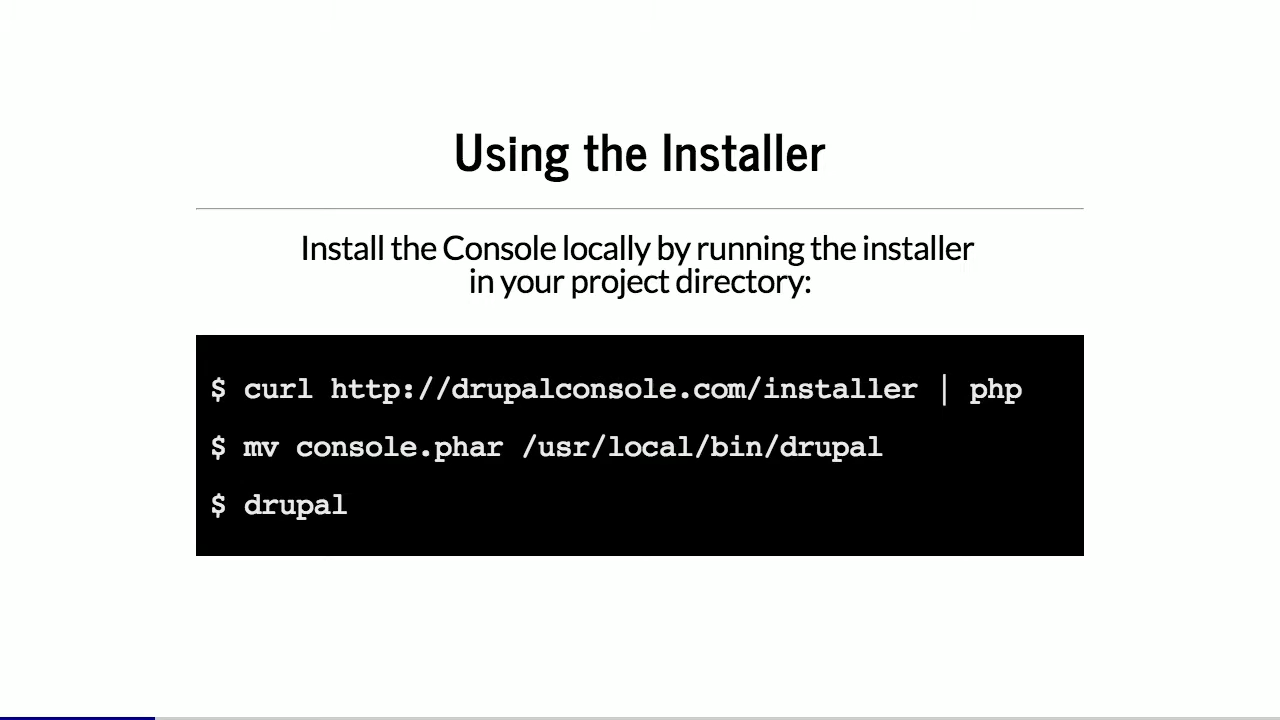 Using the Installer
Install the Console locally by running the installer
in your project directory:
$ curl http://drupalconsole.com/installer | php
$ mv console.phar /usr/local/bin/drupal
$ drupal